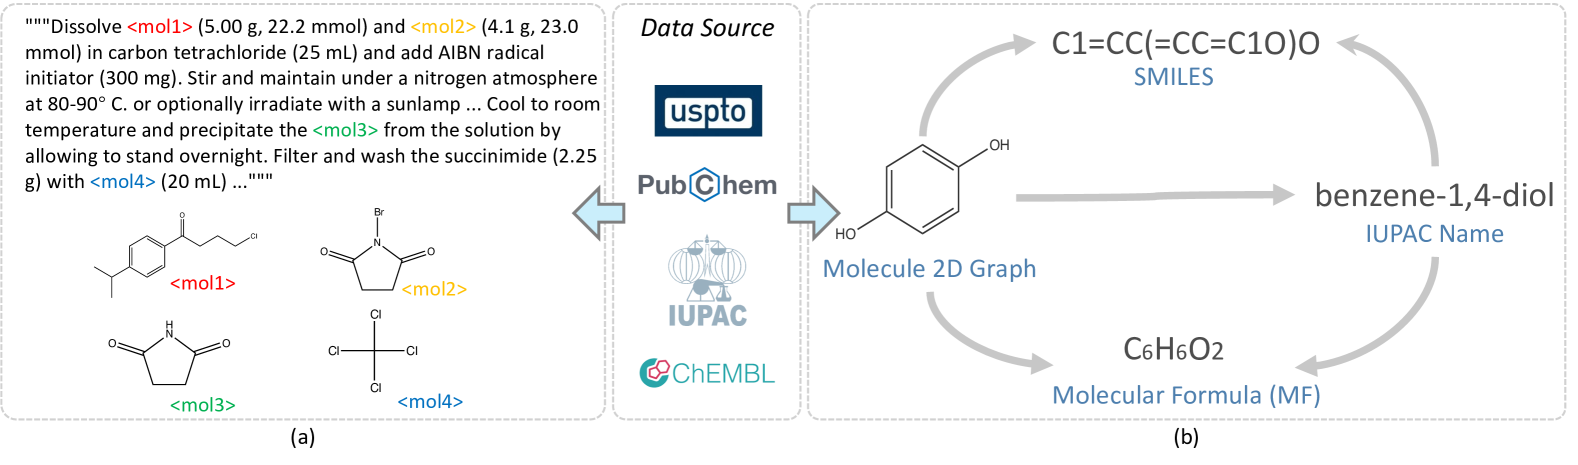 """Dissolve <mol1> (5.00 g, 22.2 mmol) and <mol2> (4.1 g, 23.0
mmol) in carbon tetrachloride (25 mL) and add AIBN radical
initiator (300 mg). Stir and maintain under a nitrogen atmosphere
at 80-90° C. or optionally irradiate with a sunlamp ... Cool to room
temperature and precipitate the <mol3> from the solution by
allowing to stand overnight. Filter and wash the succinimide (2.25
g) with <mol4> (20 mL) ..."""
O
Cl
<mol1>
Br
N
O
O
<mol2>
H
N
O
O
<mol3>
Cl
Cl
Cl
Cl
<mol4>
(a)
Data Source
uspto
PubChem
IUPAC
ChEMBL
C1=CC(=CC=C1O)O
SMILES
OH
HO
Molecule 2D Graph
benzene-1,4-diol
IUPAC Name
C6H6O2
Molecular Formula (MF)
(b)